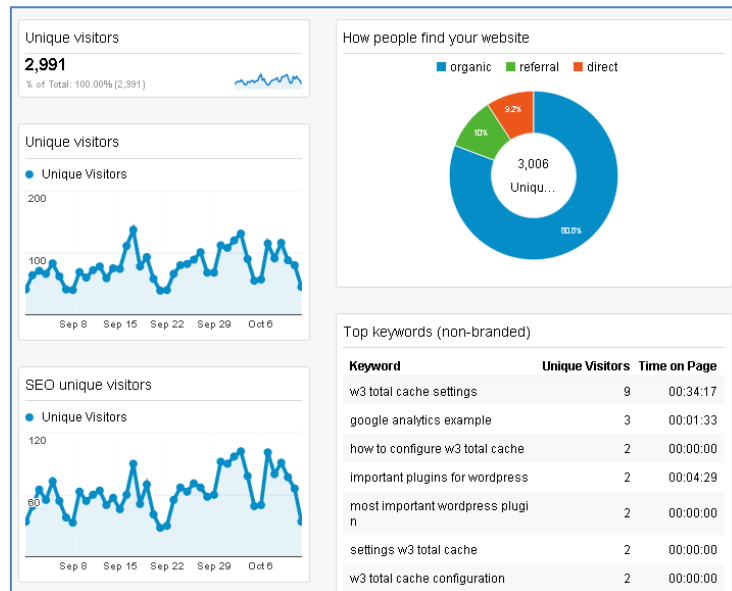 Unique visitors
2,991
% of Total: 100.00% (2,991)
Unique visitors
Unique Visitors
200
100
Sep 8 Sep 15 Sep 22 Sep 29 Oct 6
SEO unique visitors
Unique Visitors
120
60
Sep 8 Sep 15 Sep 22 Sep 29 Oct 6
How people find your website
organic referral direct
9.2%
10%
3,006
Uniqu...
80.8%
Top keywords (non-branded)
Keyword Unique Visitors Time on Page
w3 total cache settings 9 00:34:17
google analytics example 3 00:01:33
how to configure w3 total cache 2 00:00:00
important plugins for wordpress 2 00:04:29
most important wordpress plugi
n 2 00:00:00
settings w3 total cache 2 00:00:00
w3 total cache configuration 2 00:00:00